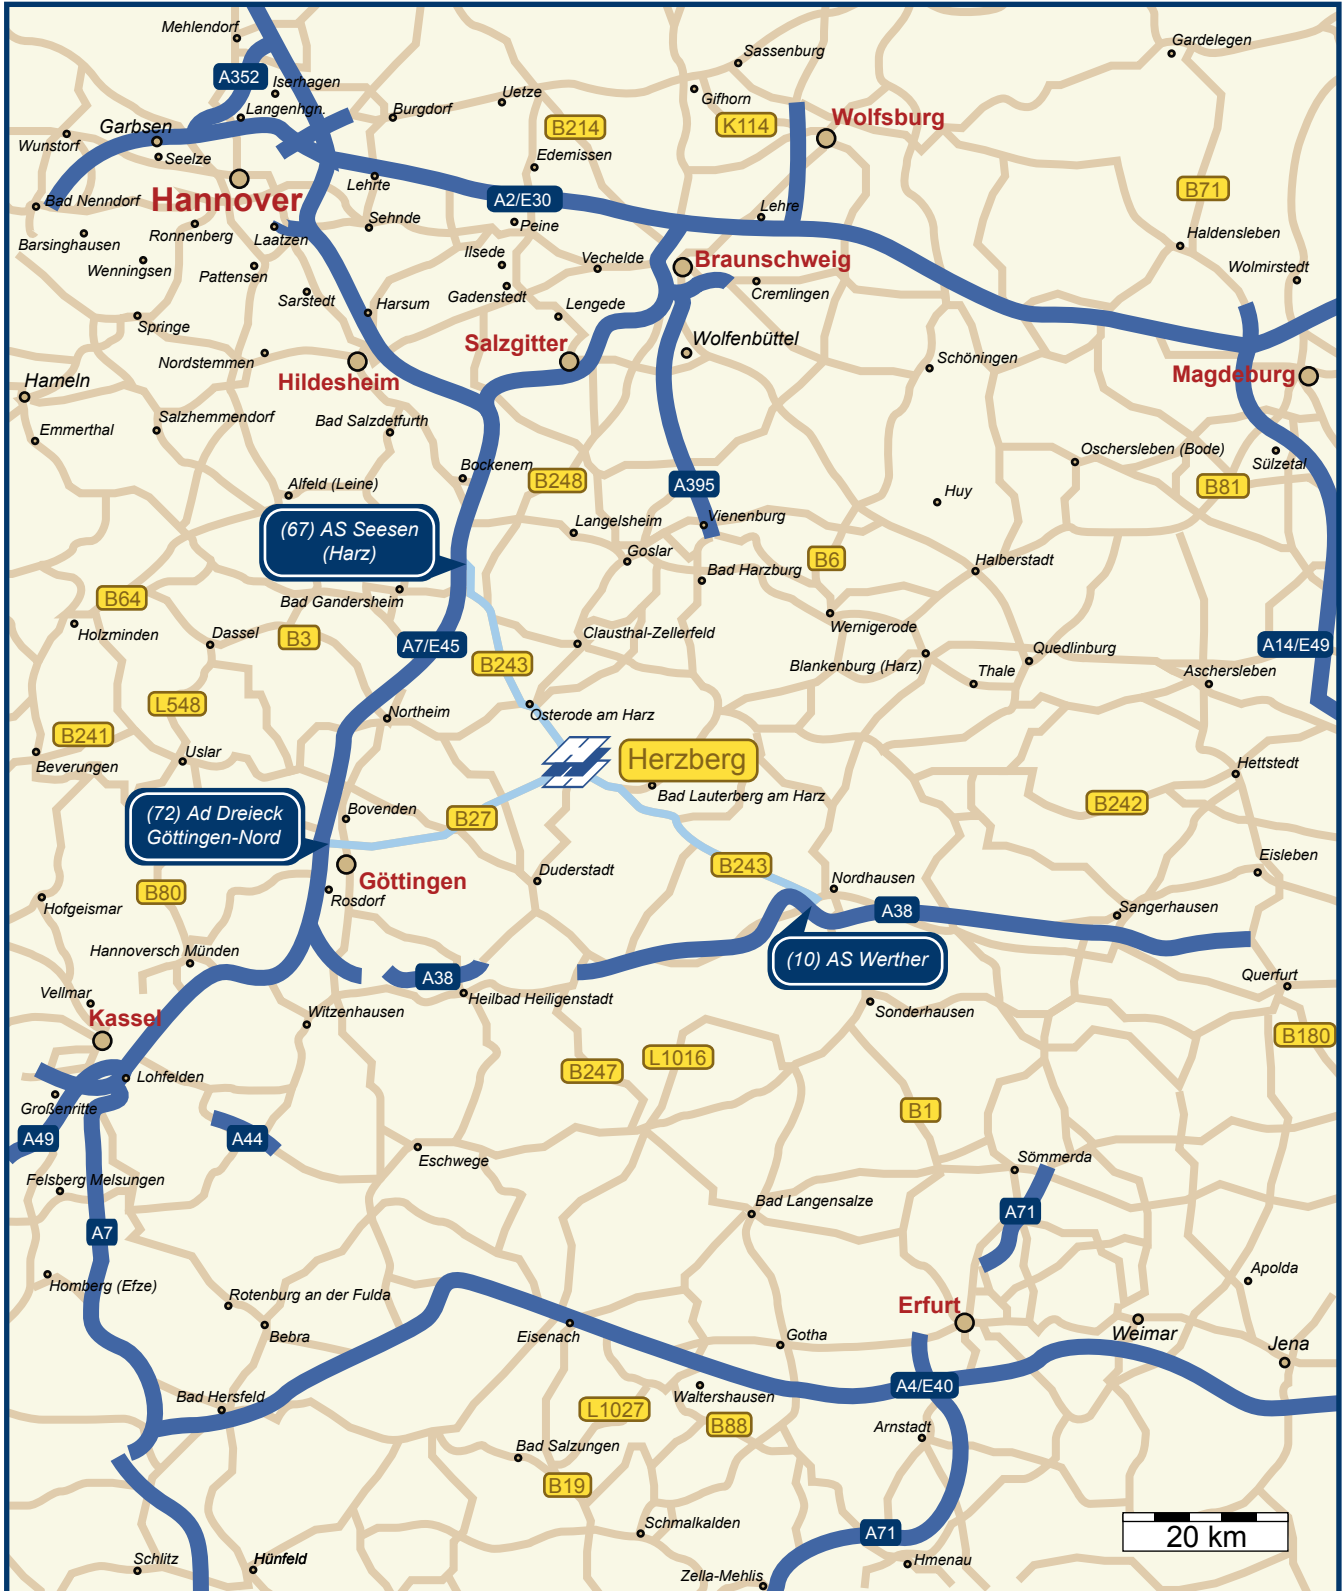 Mehlendorf
Sassenburg
Gardelegen
A352
Iserhagen
Langenhgn.
Burgdorf
Uetze
Gifhorn
B214
K114
Wolfsburg
Garbsen
Wunstorf
Seelze
Edemissen
Lehrte
Hannover
A2/E30
B71
Bad Nenndorf
Lehre
Sehnde
Peine
Ronnenberg
Laatzen
Barsinghausen
Wenningsen
Pattensen
Ilsede
Vechelde
Braunschweig
Haldensleben
Wolmirstedt
Sarstedt
Harsum
Gadenstedt
Lengede
Cremlingen
Springe
Salzgitter
Wolfenbüttel
Nordstemmen
Hildesheim
Schöningen
Magdeburg
Hameln
Salzhemmendorf
Bad Salzdetfurth
Emmerthal
Oschersleben (Bode)
Sülzetal
Bockenem
Alfeld (Leine)
B248
A395
Huy
B81
(67) AS Seesen
(Harz)
Langelsheim
Vienenburg
Goslar
Bad Harzburg
B6
Halberstadt
B64
Bad Gandersheim
Holzminden
Dassel
B3
A7/E45
Clausthal-Zellerfeld
Wernigerode
B243
Blankenburg (Harz)
Quedlinburg
A14/E49
Thale
Aschersleben
L548
Northeim
Osterode am Harz
B241
Beverungen
Uslar
Herzberg
Hettstedt
Bad Lauterberg am Harz
B242
(72) Ad Dreieck
Göttingen-Nord
Bovenden
B27
Göttingen
Duderstadt
B243
Eisleben
B80
Rosdorf
Nordhausen
Hofgeismar
A38
Sangerhausen
Hannoversch Münden
(10) AS Werther
A38
Querfurt
Vellmar
Kassel
Heilbad Heiligenstadt
Witzenhausen
Sonderhausen
B180
Lohfelden
B247
L1016
Großenritte
B1
A49
A44
Eschwege
Sömmerda
Felsberg
Melsungen
Bad Langensalze
A71
A7
Homberg (Efze)
Apolda
Rotenburg an der Fulda
Bebra
Eisenach
Gotha
Erfurt
Weimar
Jena
Bad Hersfeld
Waltershausen
A4/E40
L1027
B88
Arnstadt
Bad Salzungen
B19
Schmalkalden
A71
20 km
Schlitz
Hünfeld
Hmenau
Zella-Mehlis